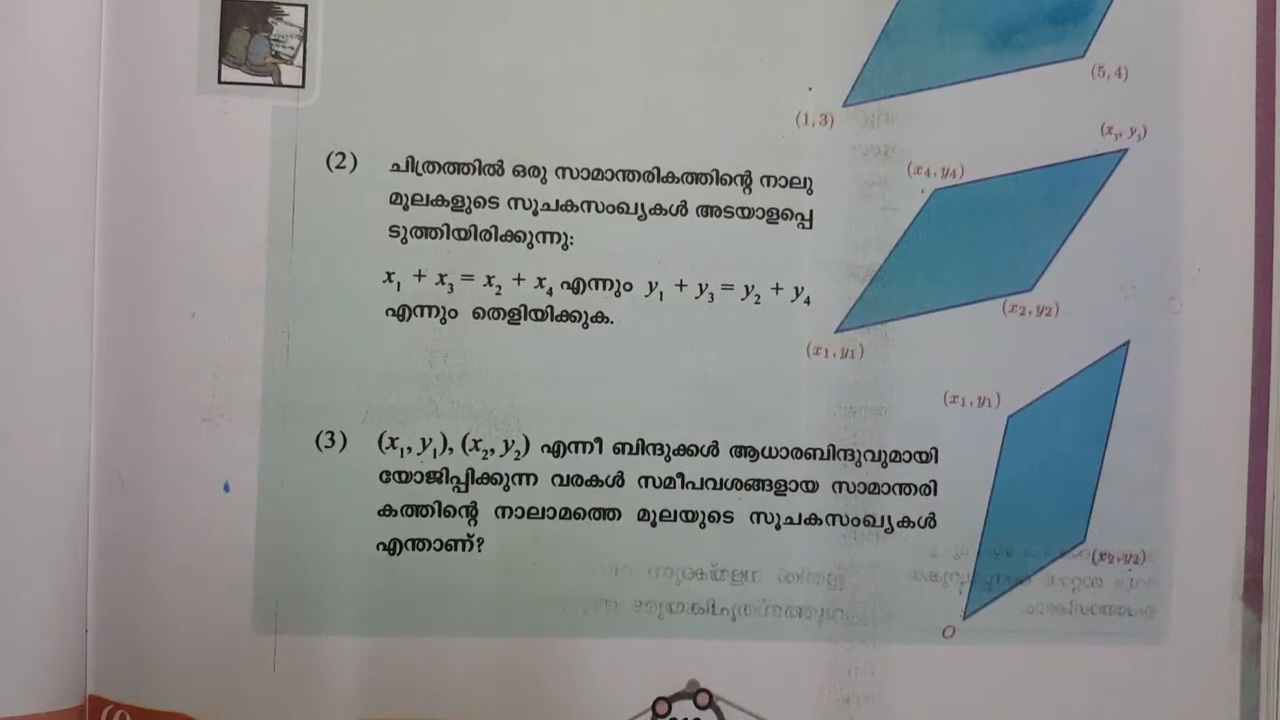 (5, 4)
(1, 3)
(2) ചിത്രത്തിൽ ഒരു സാമാന്തരികത്തിന്റെ നാലു
മൂലകളുടെ സൂചകസംഖ്യകൾ അടയാളപ്പെ
ടുത്തിയിരിക്കുന്നു:
x₁ + x₃ = x₂ + x₄ എന്നും y₁ + y₃ = y₂ + y₄
എന്നും തെളിയിക്കുക.
(x₃, y₃)
(x₄, y₄)
(x₂, y₂)
(x₁, y₁)
(3) (x₁, y₁), (x₂, y₂) എന്നീ ബിന്ദുക്കൾ ആധാരബിന്ദുവുമായി
യോജിപ്പിക്കുന്ന വരകൾ സമീപവശങ്ങളായ സാമാന്തരി
കത്തിന്റെ നാലാമത്തെ മൂലയുടെ സൂചകസംഖ്യകൾ
എന്താണ്?
(x₁, y₁)
(x₂, y₂)
O